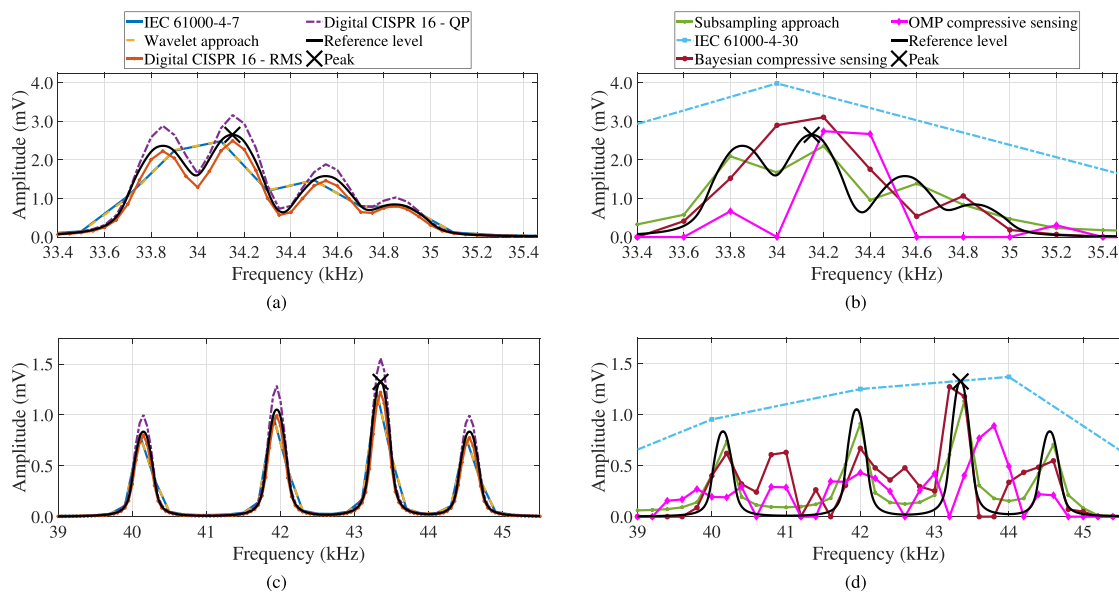 IEC 61000-4-7 Digital CISPR 16 - QP
Wavelet approach Reference level
Digital CISPR 16 - RMS Peak
Amplitude (mV)
4.0
3.0
2.0
1.0
0.0
33.4 33.6 33.8 34 34.2 34.4 34.6 34.8 35 35.2 35.4
Frequency (kHz)
(a)
Subsampling approach OMP compressive sensing
IEC 61000-4-30 Reference level
Bayesian compressive sensing Peak
Amplitude (mV)
4.0
3.0
2.0
1.0
0.0
33.4 33.6 33.8 34 34.2 34.4 34.6 34.8 35 35.2 35.4
Frequency (kHz)
(b)
Amplitude (mV)
1.5
1.0
0.5
0.0
39 40 41 42 43 44 45
Frequency (kHz)
(c)
Amplitude (mV)
1.5
1.0
0.5
0.0
39 40 41 42 43 44 45
Frequency (kHz)
(d)